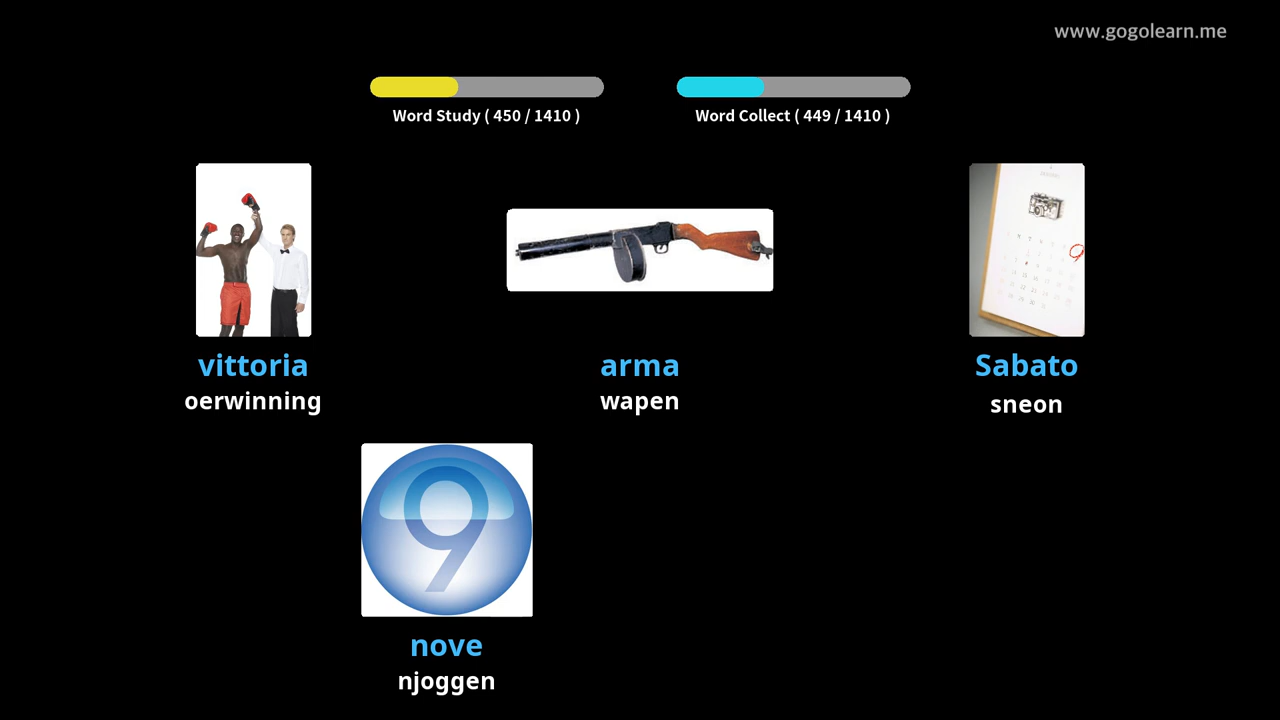 www.gogolearn.me
Word Study ( 450 / 1410 )
Word Collect ( 449 / 1410 )
vittoria
oerwinning
arma
wapen
Sabato
sneon
9
nove
njoggen